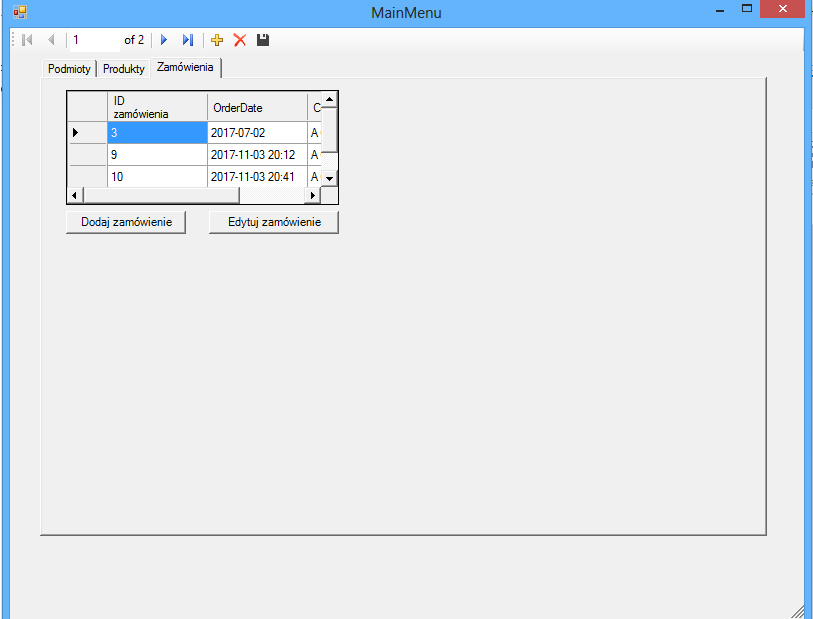 MainMenu
1 of 2
Podmioty Produkty Zamówienia
ID
zamówienia
OrderDate
C
3 2017-07-02 A
9 2017-11-03 20:12 A
10 2017-11-03 20:41 A
Dodaj zamówienie Edytuj zamówienie